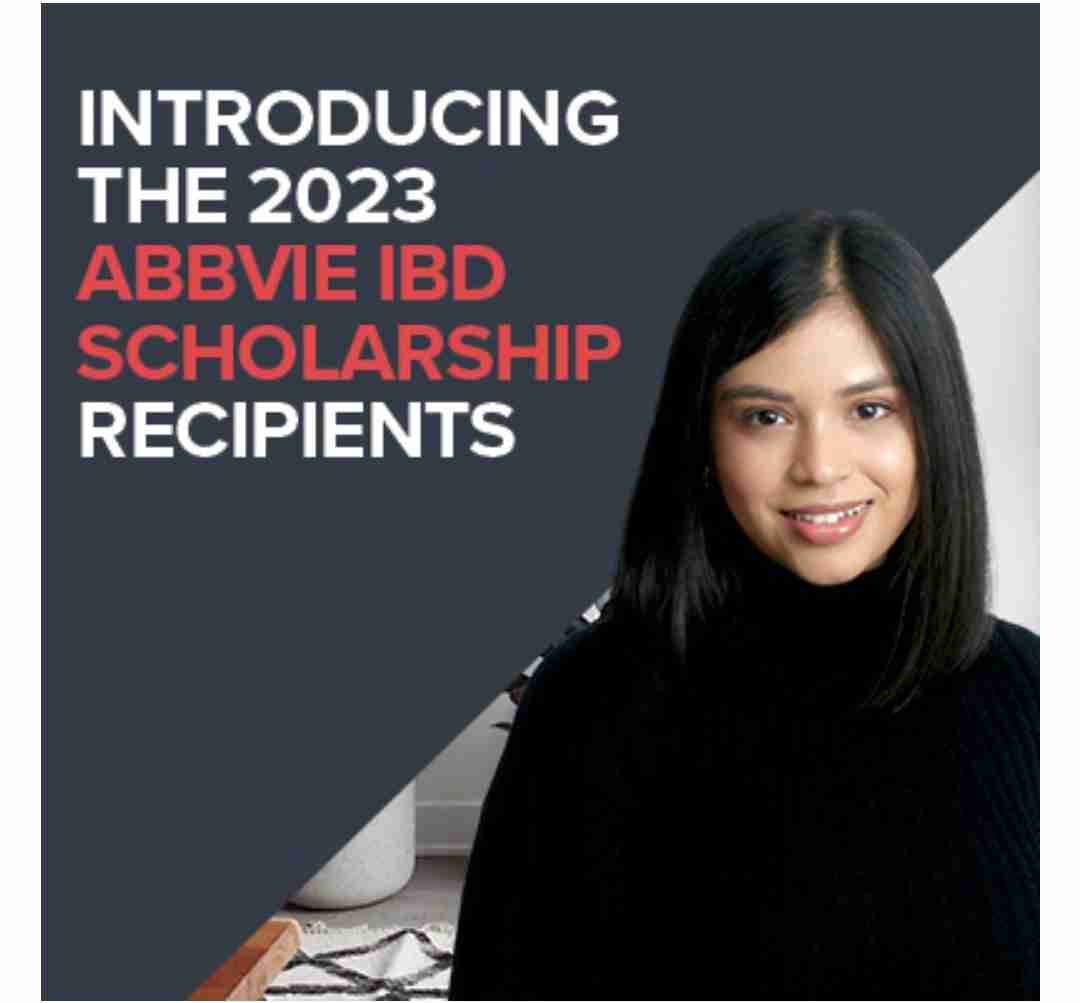 INTRODUCING
THE 2023
ABBVIE IBD
SCHOLARSHIP
RECIPIENTS